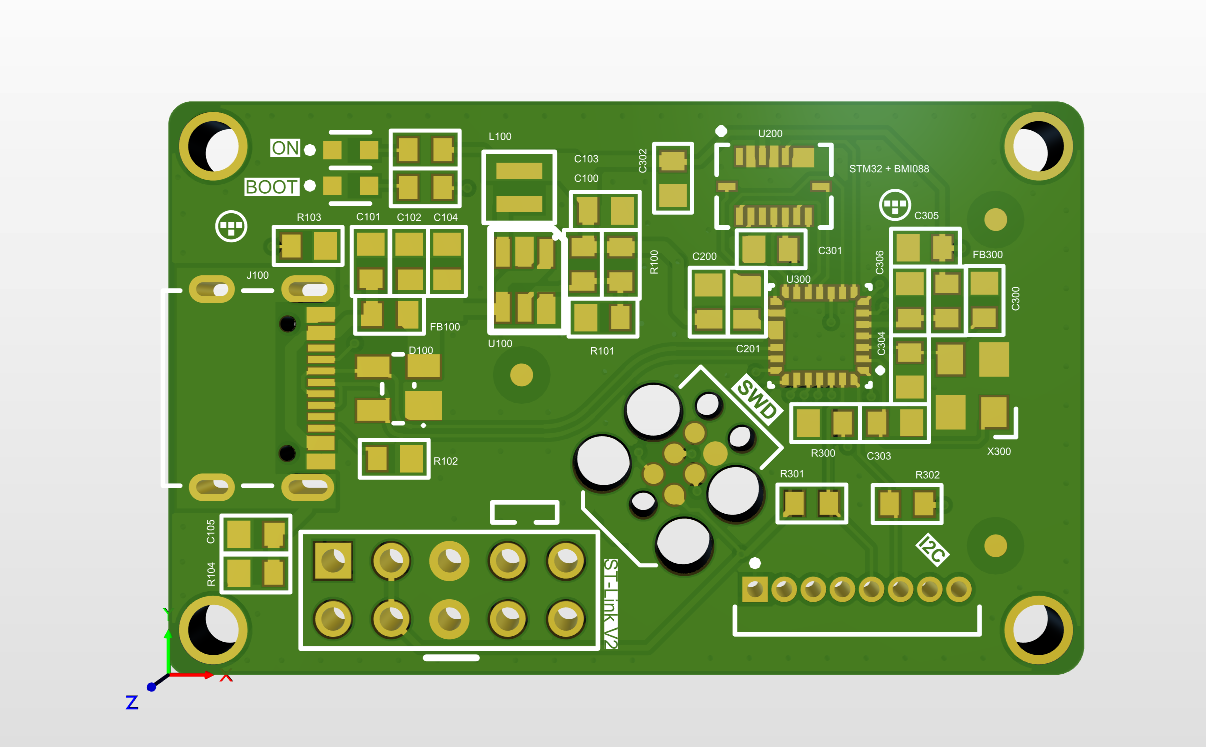 ON
BOOT
L100
C103
C100
C302
U200
STM32 + BMI088
R103
C101
C102
C104
C305
J100
R100
C200
C301
C306
FB300
U300
C300
FB100
U100
R101
D100
C201
C304
SWD
R102
R300
C303
X300
R301
R302
C105
R104
I2C
ST-Link V2
Y
X
Z